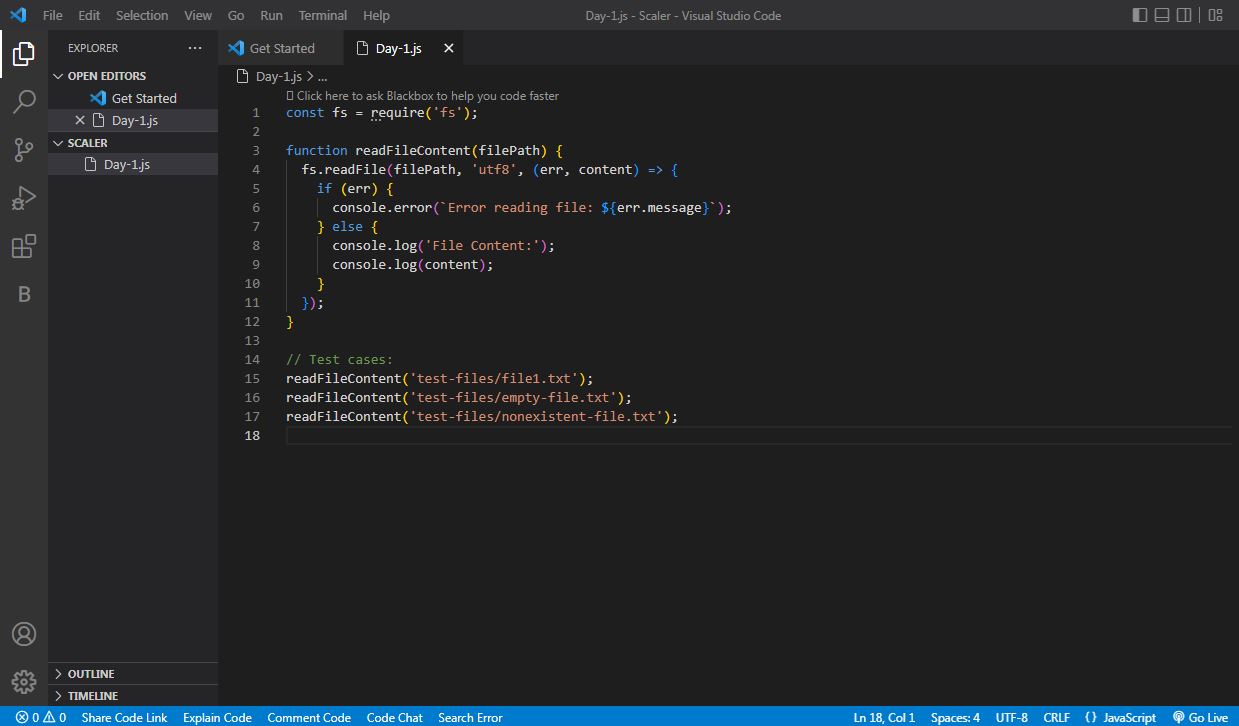 File Edit Selection View Go Run Terminal Help Day-1.js - Scaler - Visual Studio Code
EXPLORER ...
OPEN EDITORS
Get Started
Day-1.js
SCALER
Day-1.js
OUTLINE
TIMELINE
B
Get Started Day-1.js
Day-1.js > ...
Click here to ask Blackbox to help you code faster
1 const fs = require('fs');
2
3 function readFileContent(filePath) {
4   fs.readFile(filePath, 'utf8', (err, content) => {
5     if (err) {
6       console.error(`Error reading file: ${err.message}`);
7     } else {
8       console.log('File Content:');
9       console.log(content);
10     }
11   });
12 }
13
14 // Test cases:
15 readFileContent('test-files/file1.txt');
16 readFileContent('test-files/empty-file.txt');
17 readFileContent('test-files/nonexistent-file.txt');
18
0 0 Share Code Link Explain Code Comment Code Code Chat Search Error Ln 18, Col 1 Spaces: 4 UTF-8 CRLF {} JavaScript Go Live